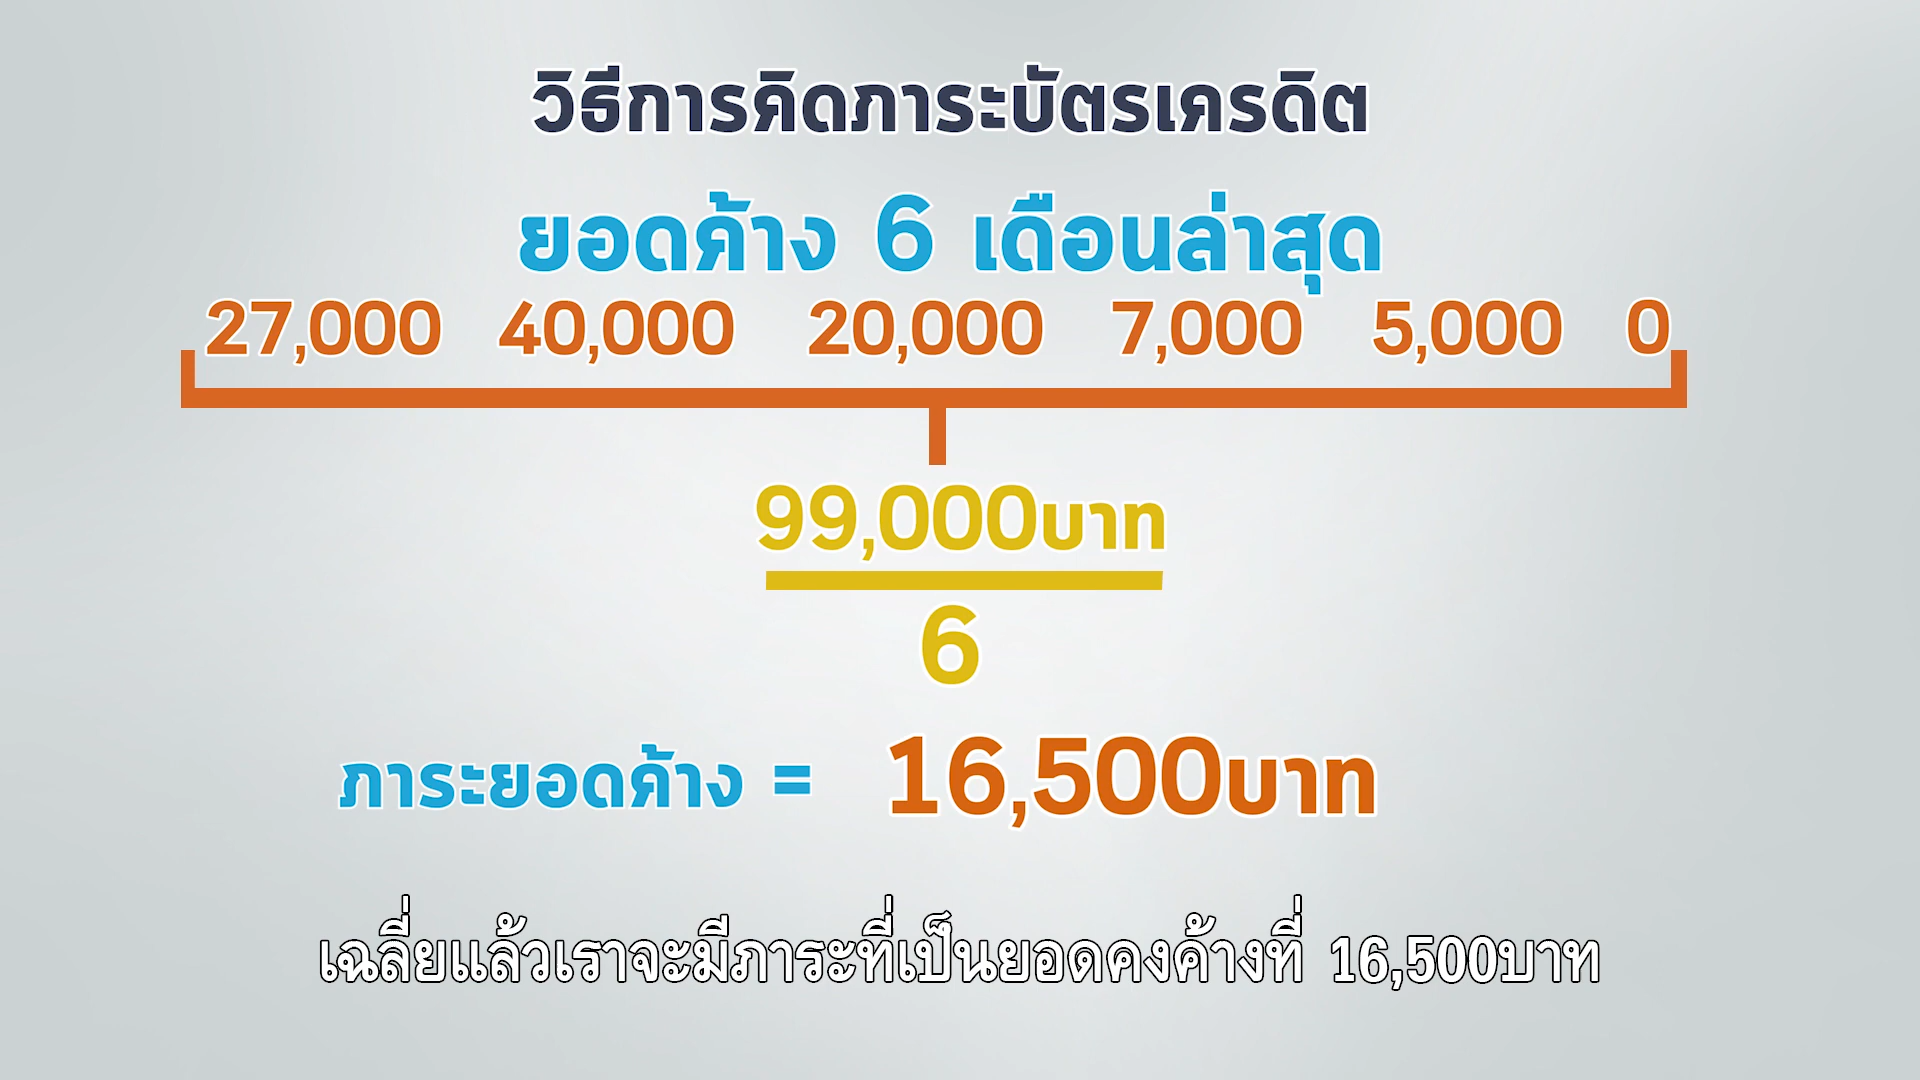 วิธีการคิดภาระบัตรเครดิต
ยอดค้าง 6 เดือนล่าสุด
27,000 40,000 20,000 7,000 5,000 0
99,000บาท
6
ภาระยอดค้าง = 16,500บาท
เฉลี่ยแล้วเราจะมีภาระที่เป็นยอดคงค้างที่ 16,500บาท